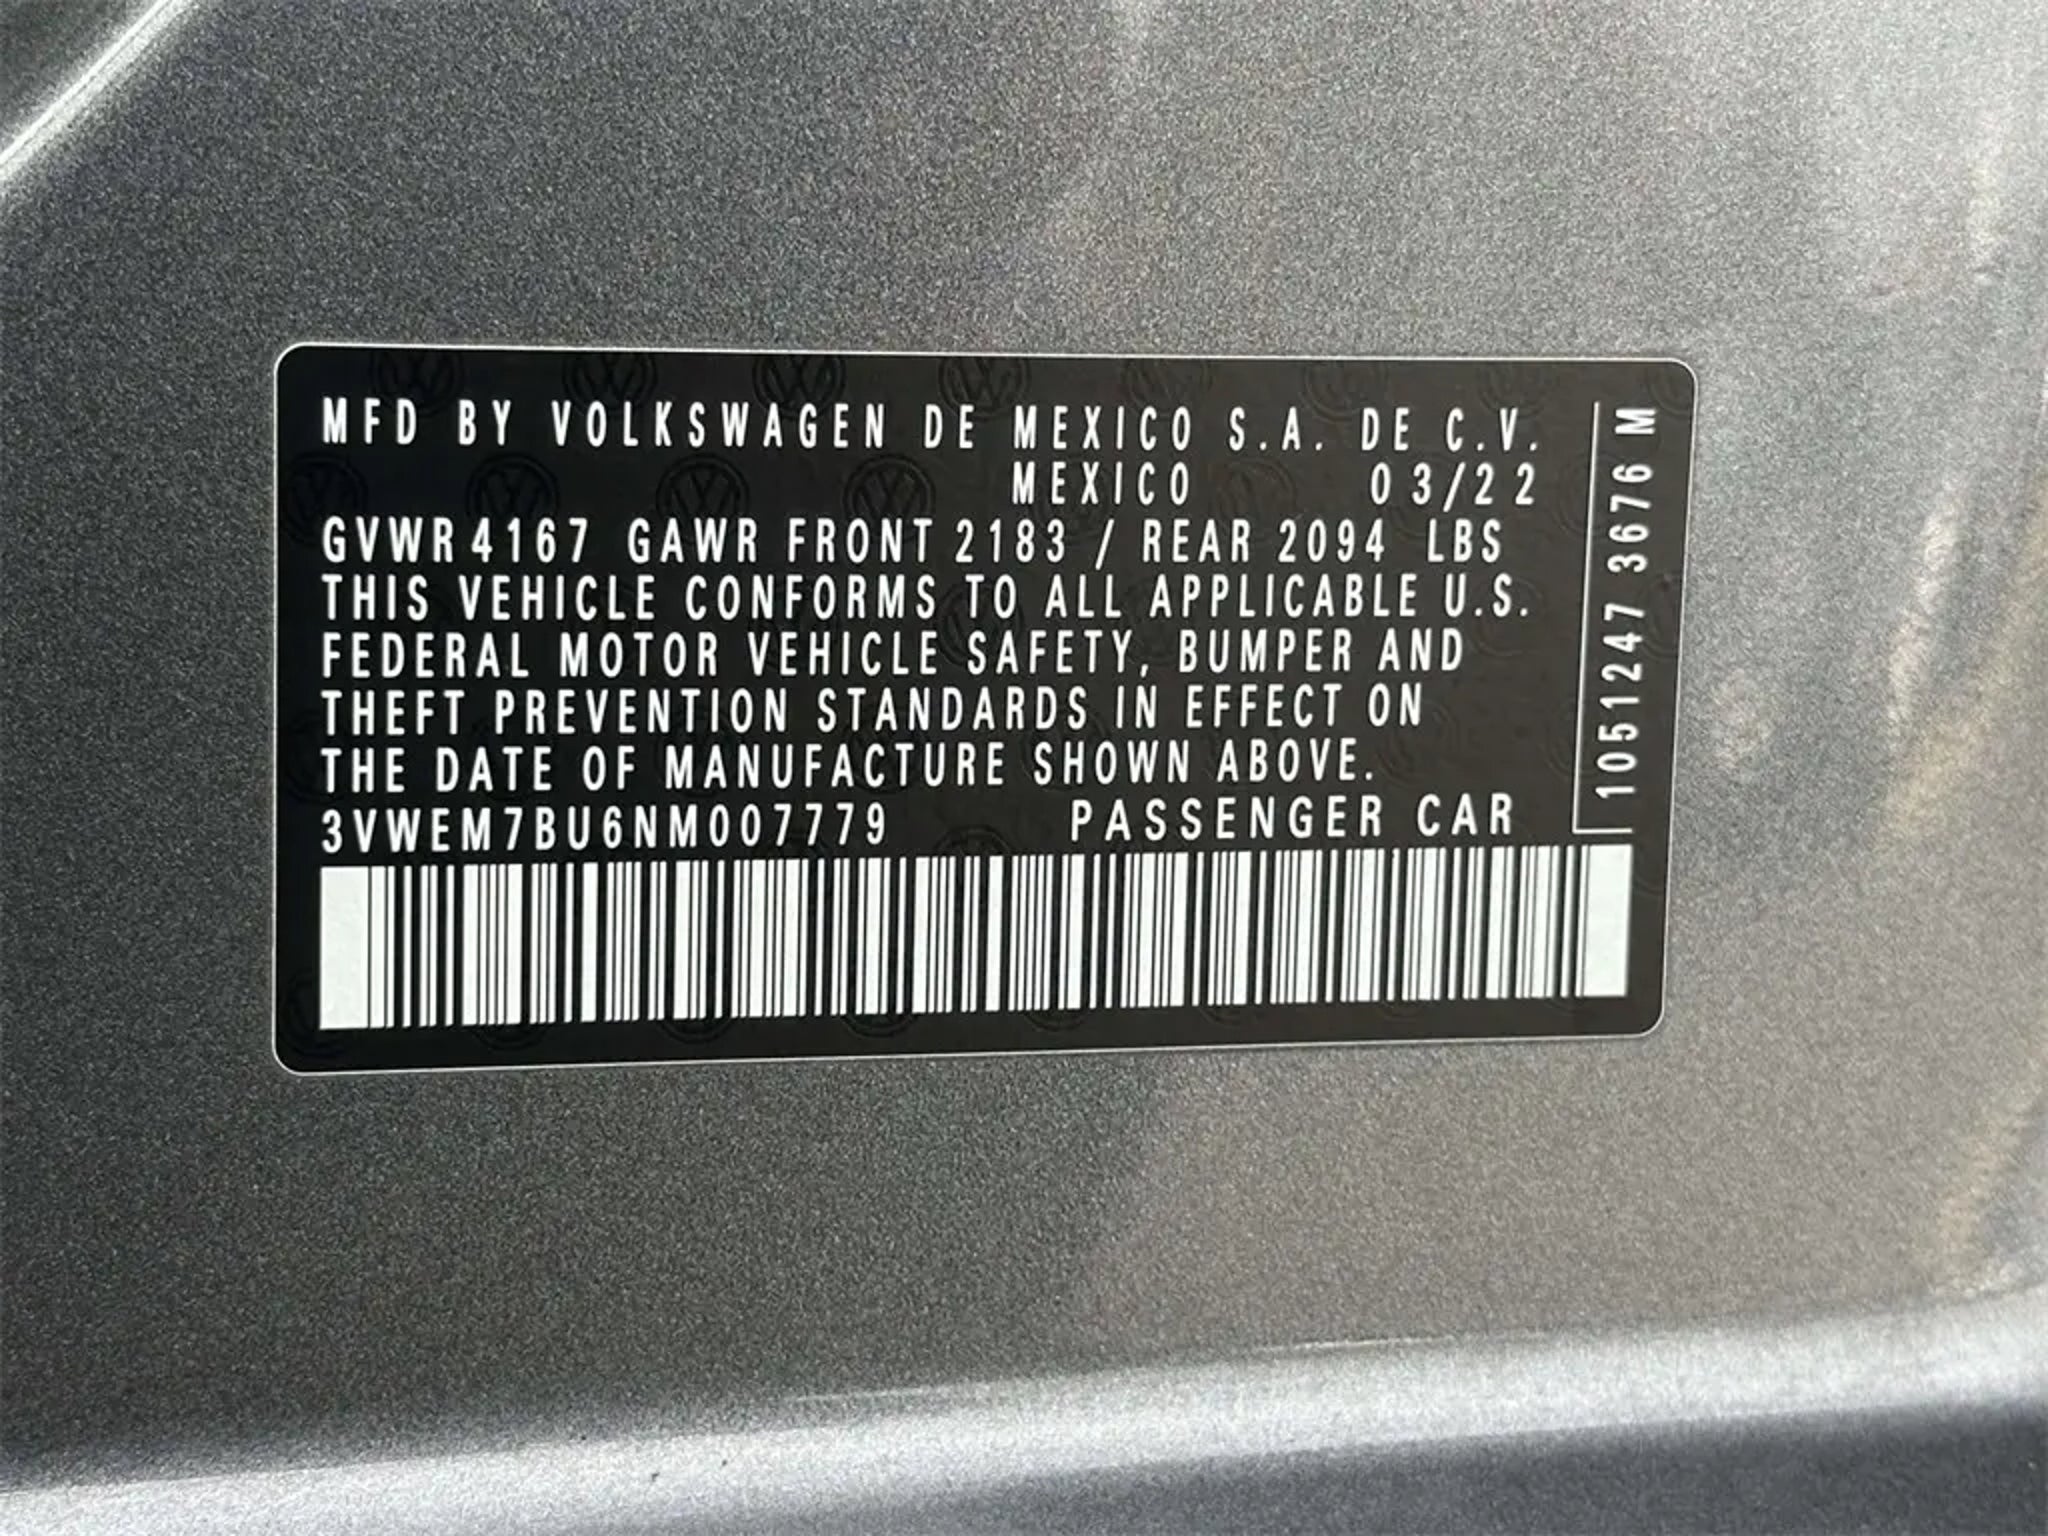 MFD BY VOLKSWAGEN DE MEXICO S.A. DE C.V.
MEXICO 03/22
GVWR 4167 GAWR FRONT 2183 / REAR 2094 LBS
THIS VEHICLE CONFORMS TO ALL APPLICABLE U.S.
FEDERAL MOTOR VEHICLE SAFETY, BUMPER AND
THEFT PREVENTION STANDARDS IN EFFECT ON
THE DATE OF MANUFACTURE SHOWN ABOVE.
3VWEM7BU6NM007779 PASSENGER CAR
1051247 3676 M